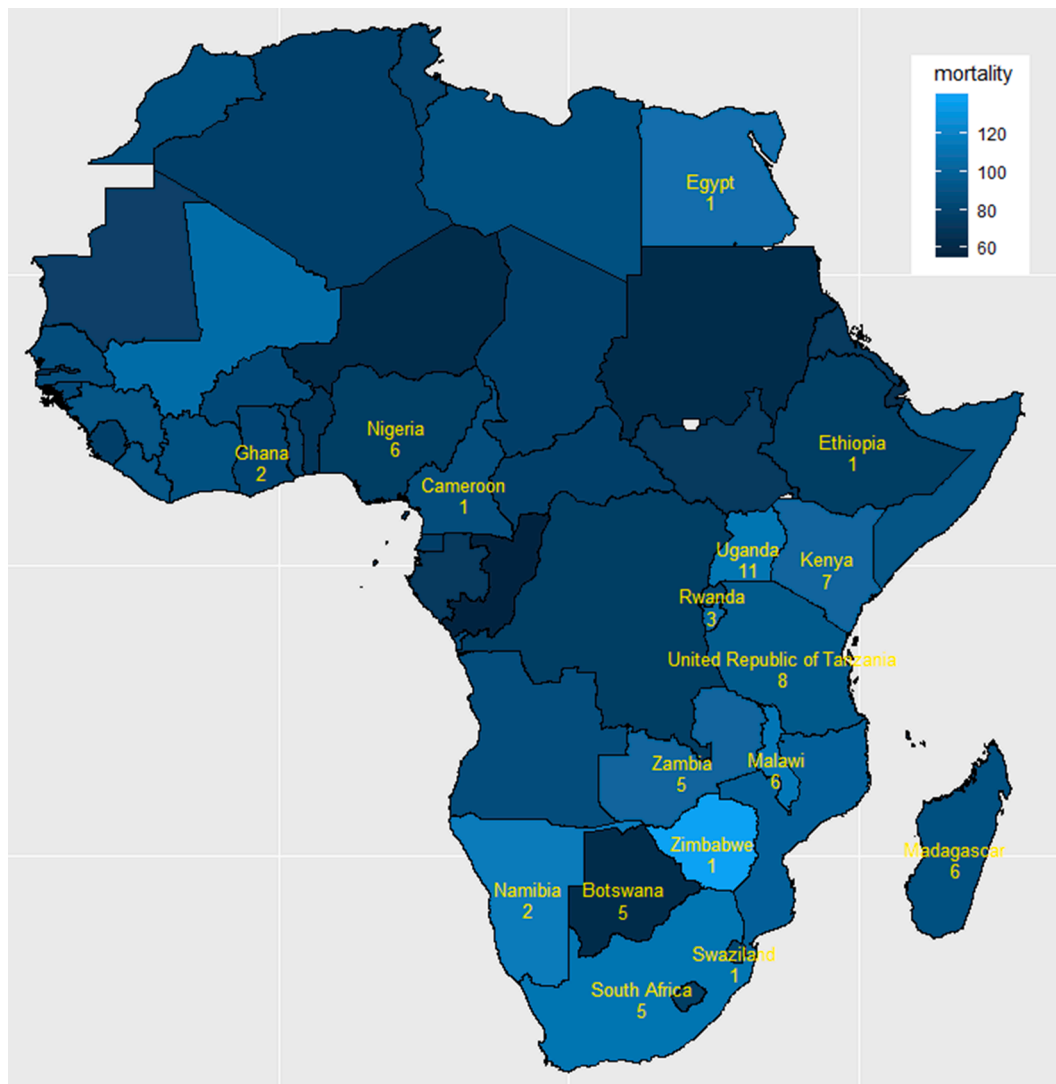 mortality
120
100
80
60
Egypt
1
Nigeria
6
Ghana
2
Cameroon
1
Ethiopia
1
Uganda
11
Kenya
7
Rwanda
3
United Republic of Tanzania
8
Zambia
5
Malawi
6
Zimbabwe
1
Madagascar
6
Namibia
2
Botswana
5
Swaziland
1
South Africa
5